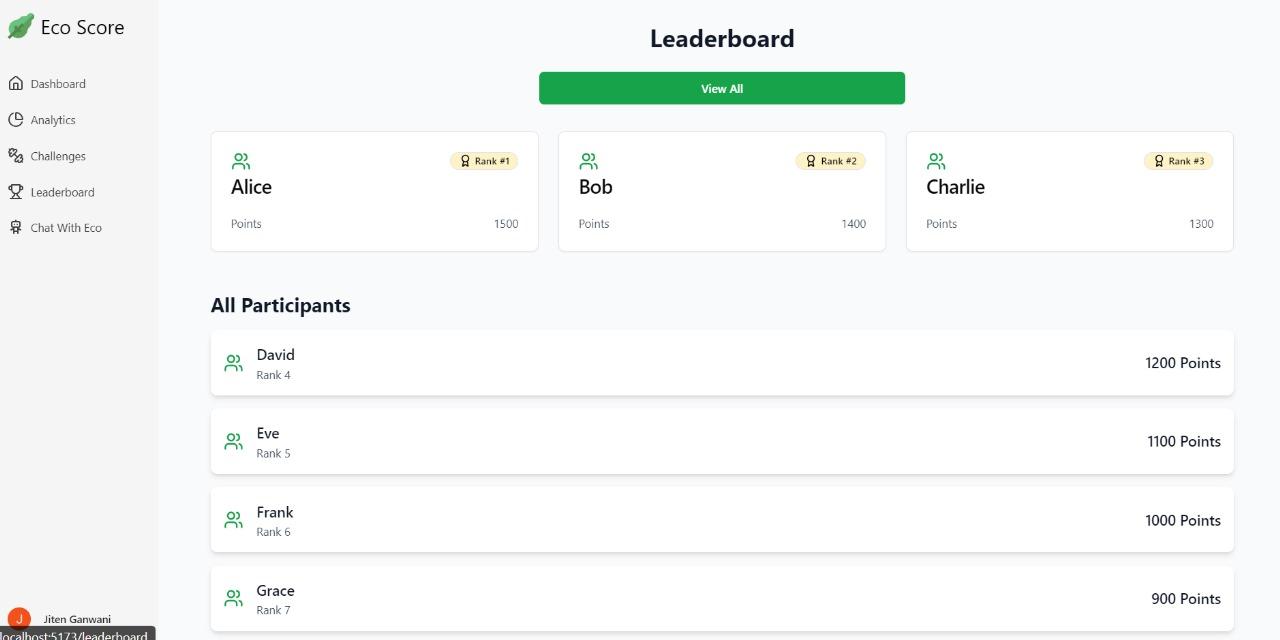 Eco Score
Dashboard
Analytics
Challenges
Leaderboard
Chat With Eco
Jiten Ganwani
localhost:5173/leaderboard
Leaderboard
View All
Rank #1
Alice
Points 1500
Rank #2
Bob
Points 1400
Rank #3
Charlie
Points 1300
All Participants
David
Rank 4
1200 Points
Eve
Rank 5
1100 Points
Frank
Rank 6
1000 Points
Grace
Rank 7
900 Points
J